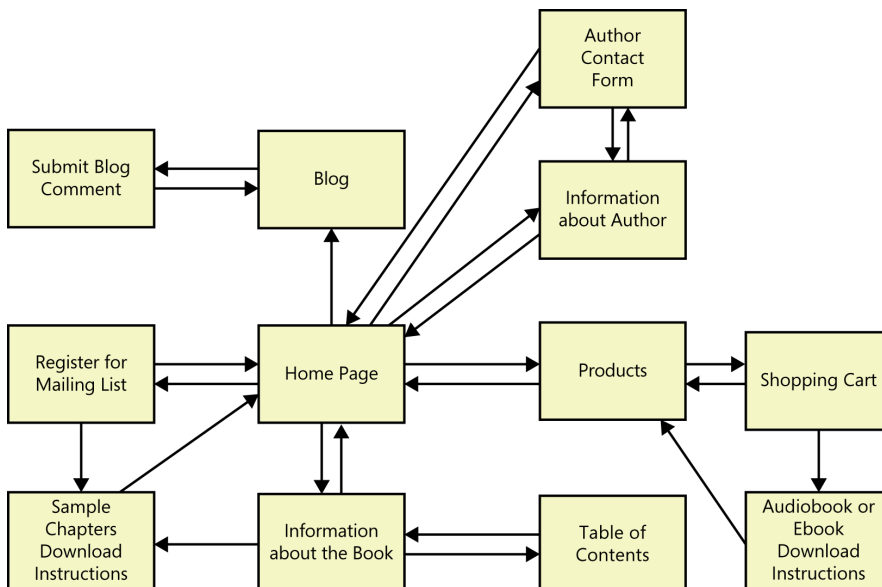 Author
Contact
Form
Submit Blog
Comment
Blog
Information
about Author
Register for
Mailing List
Home Page
Products
Shopping Cart
Sample
Chapters
Download
Instructions
Information
about the Book
Table of
Contents
Audiobook or
Ebook
Download
Instructions